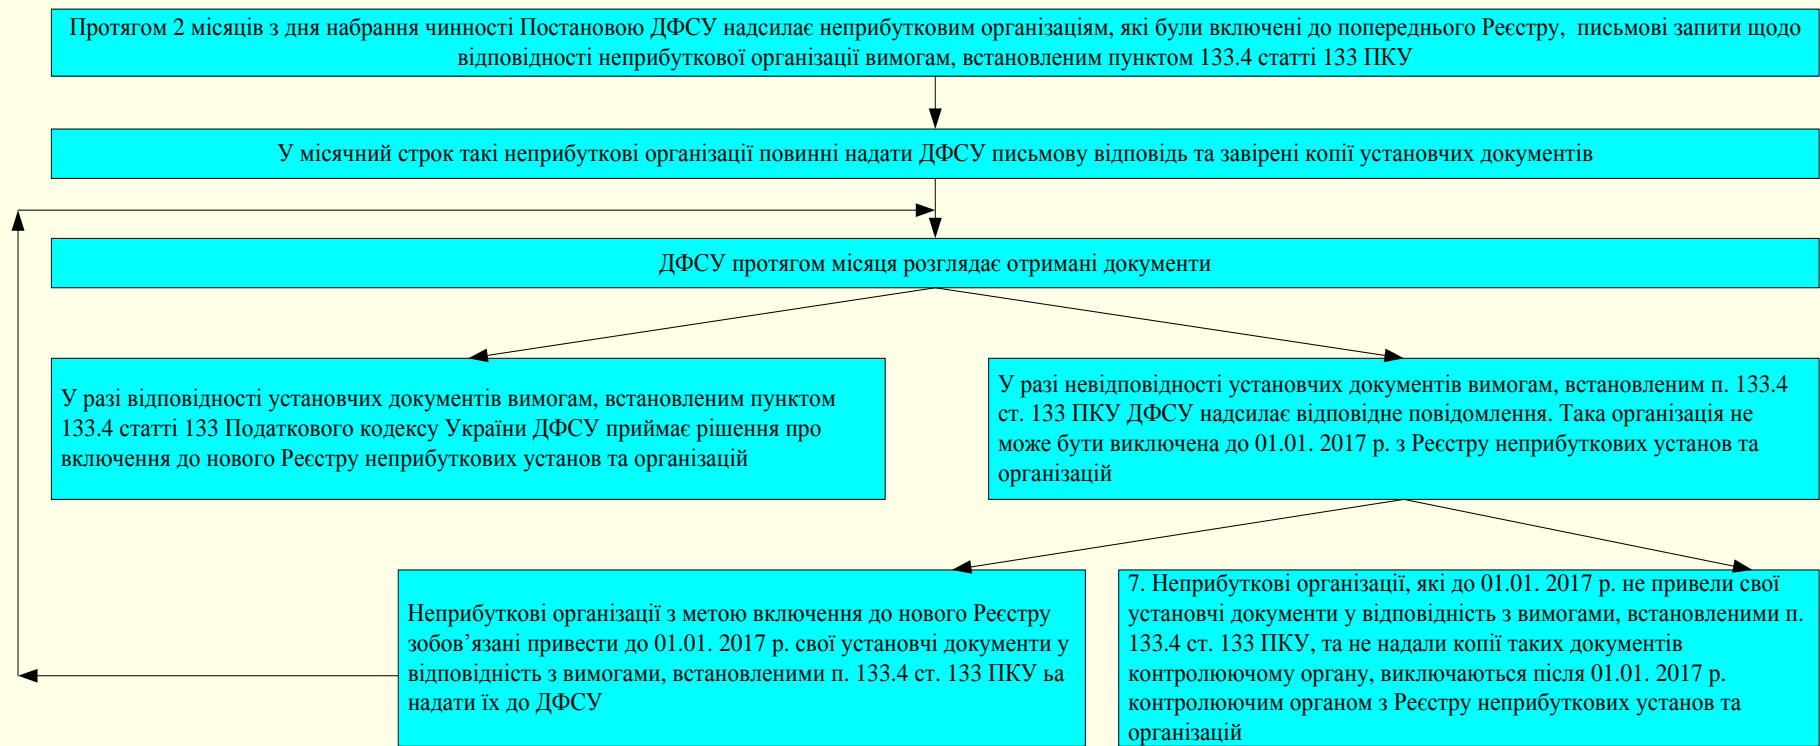 Протягом 2 місяців з дня набрання чинності Постановою ДФСУ надсилає неприбутковим організаціям, які були включені до попереднього Реєстру, письмові запити щодо
відповідності неприбуткової організації вимогам, встановленим пунктом 133.4 статті 133 ПКУ
У місячний строк такі неприбуткові організації повинні надати ДФСУ письмову відповідь та завірені копії установчих документів
ДФСУ протягом місяця розглядає отримані документи
У разі відповідності установчих документів вимогам, встановленим пунктом
133.4 статті 133 Податкового кодексу України ДФСУ приймає рішення про
включення до нового Реєстру неприбуткових установ та організацій
У разі невідповідності установчих документів вимогам, встановленим п. 133.4
ст. 133 ПКУ ДФСУ надсилає відповідне повідомлення. Така організація не
може бути виключена до 01.01. 2017 р. з Реєстру неприбуткових установ та
організацій
Неприбуткові організації з метою включення до нового Реєстру
зобов’язані привести до 01.01. 2017 р. свої установчі документи у
відповідність з вимогами, встановленими п. 133.4 ст. 133 ПКУ ьа
надати їх до ДФСУ
7. Неприбуткові організації, які до 01.01. 2017 р. не привели свої
установчі документи у відповідність з вимогами, встановленими п.
133.4 ст. 133 ПКУ, та не надали копії таких документів
контролюючому органу, виключаються після 01.01. 2017 р.
контролюючим органом з Реєстру неприбуткових установ та
організацій